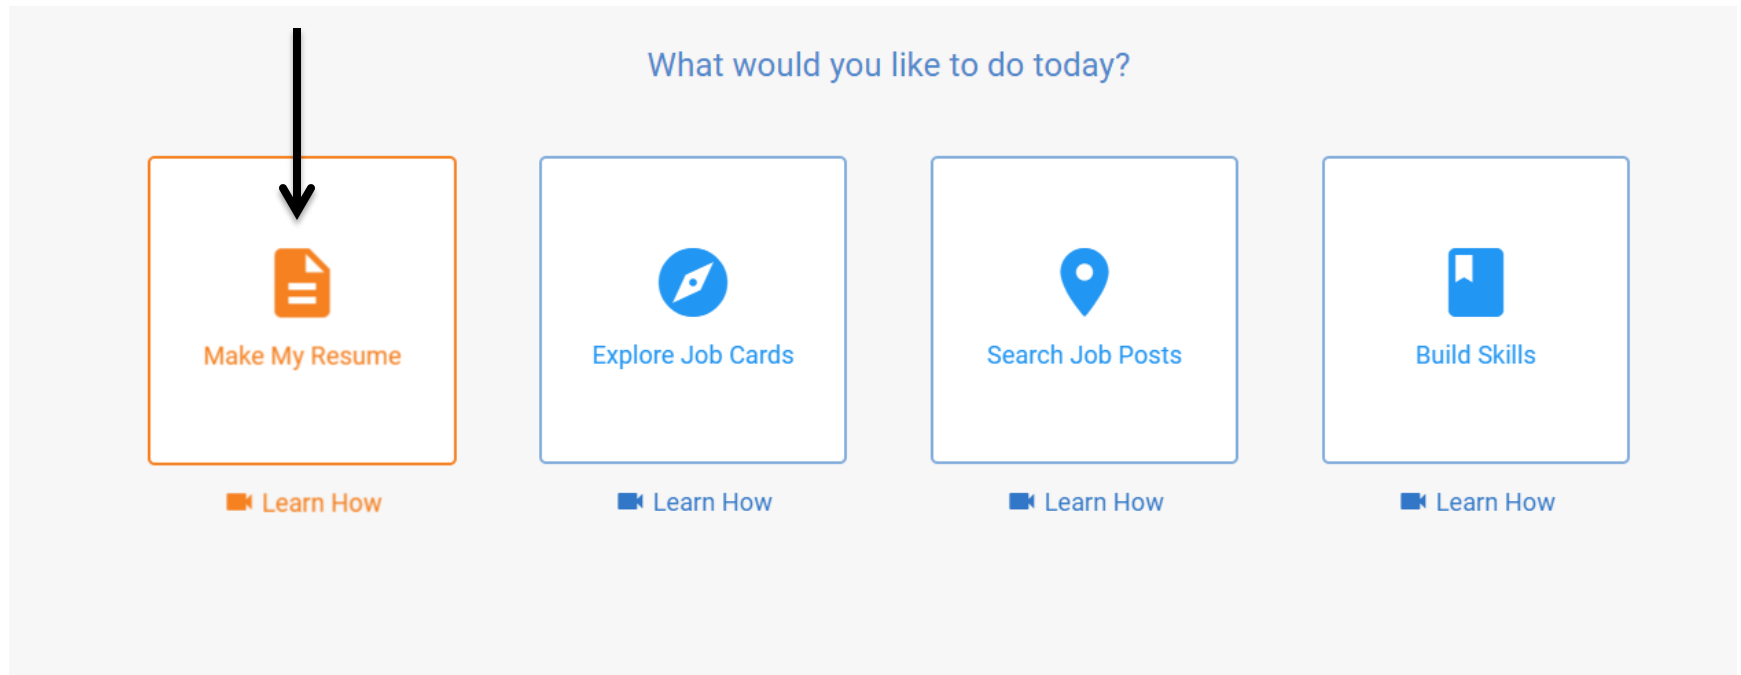 What would you like to do today?
Make My Resume
Explore Job Cards
Search Job Posts
Build Skills
Learn How
Learn How
Learn How
Learn How